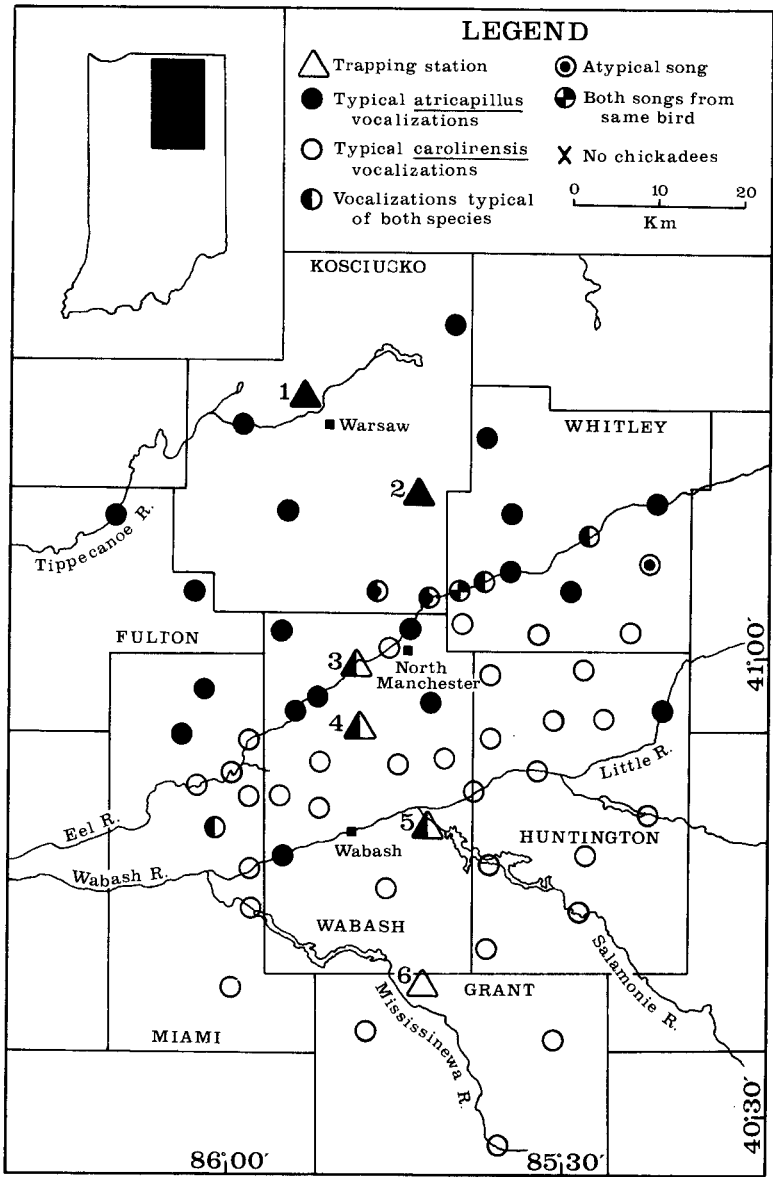 LEGEND
Trapping station
Typical atricapillus
vocalizations
Typical carolirensis
vocalizations
Vocalizations typical
of both species
Atypical song
Both songs from
same bird
No chickadees
0 10 20
Km
KOSCIUSKO
1
Warsaw
WHITLEY
2
Tippecanoe R.
FULTON
3
North
Manchester
41°00'
4
Little R.
Eel R.
5
Wabash
HUNTINGTON
Wabash R.
WABASH
Salamonie R.
6
GRANT
Mississinewa R.
MIAMI
40°30'
86°00'
85°30'